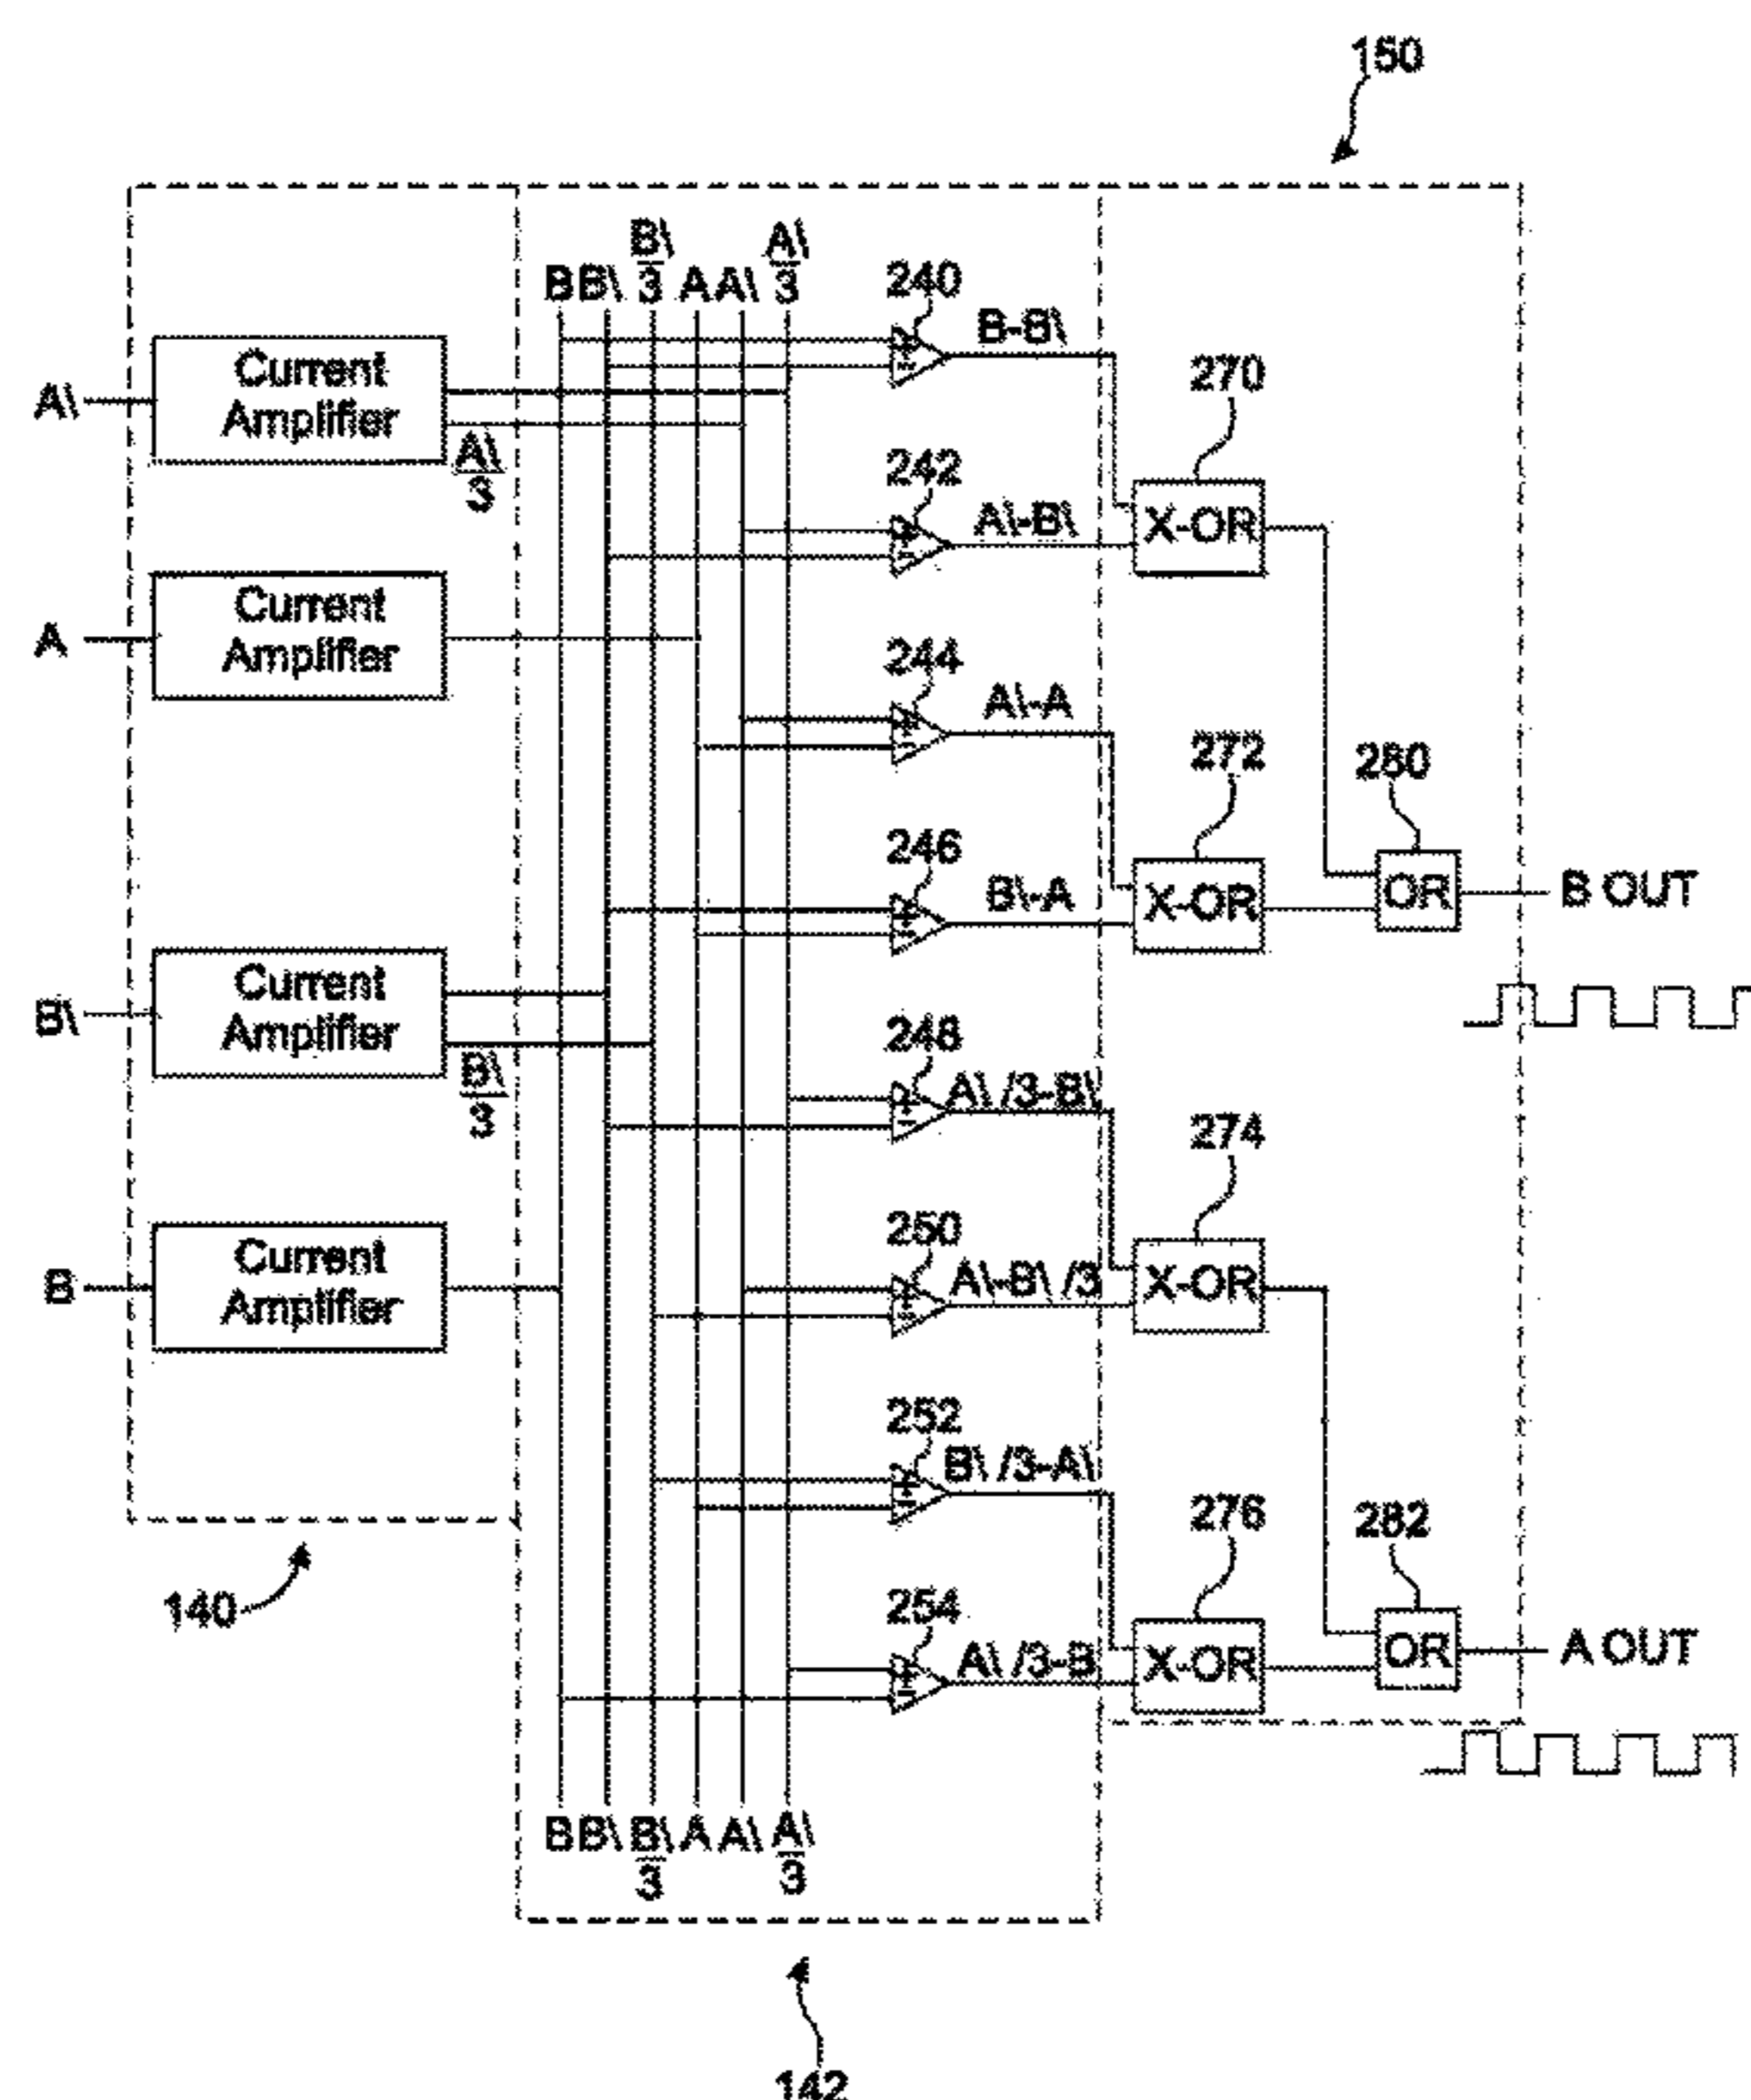 150
B B\ B\/3 A A\ A\/3
240
B-B\
A\
Current
Amplifier
A\/3
270
242
A\-B\
X-OR
A
Current
Amplifier
244
A\-A
272
280
246
B\-A
X-OR
OR
B OUT
B\
Current
Amplifier
B\/3
248
A\ /3-B\
274
250
A\-B\ /3
X-OR
B
Current
Amplifier
252
B\ /3-A\
276
282
140
254
A\ /3-B
X-OR
OR
A OUT
B B\ B\/3 A A\ A\/3
142